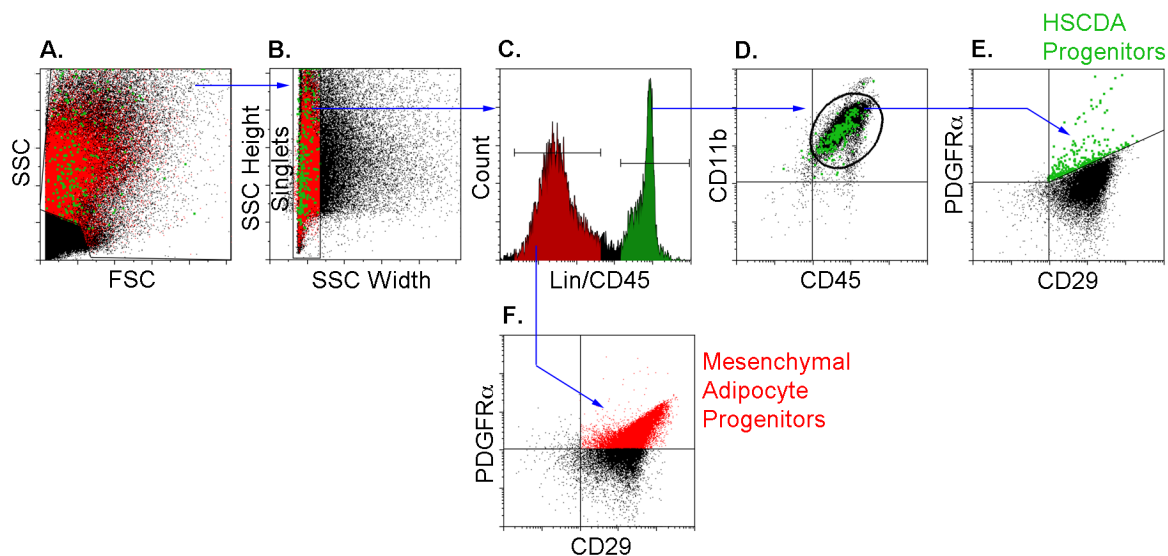 HSCDA
Progenitors
A.
B.
C.
D.
E.
SSC
FSC
SSC Height
Singlets
SSC Width
Count
Lin/CD45
CD11b
CD45
PDGFRα
CD29
F.
PDGFRα
CD29
Mesenchymal
Adipocyte
Progenitors